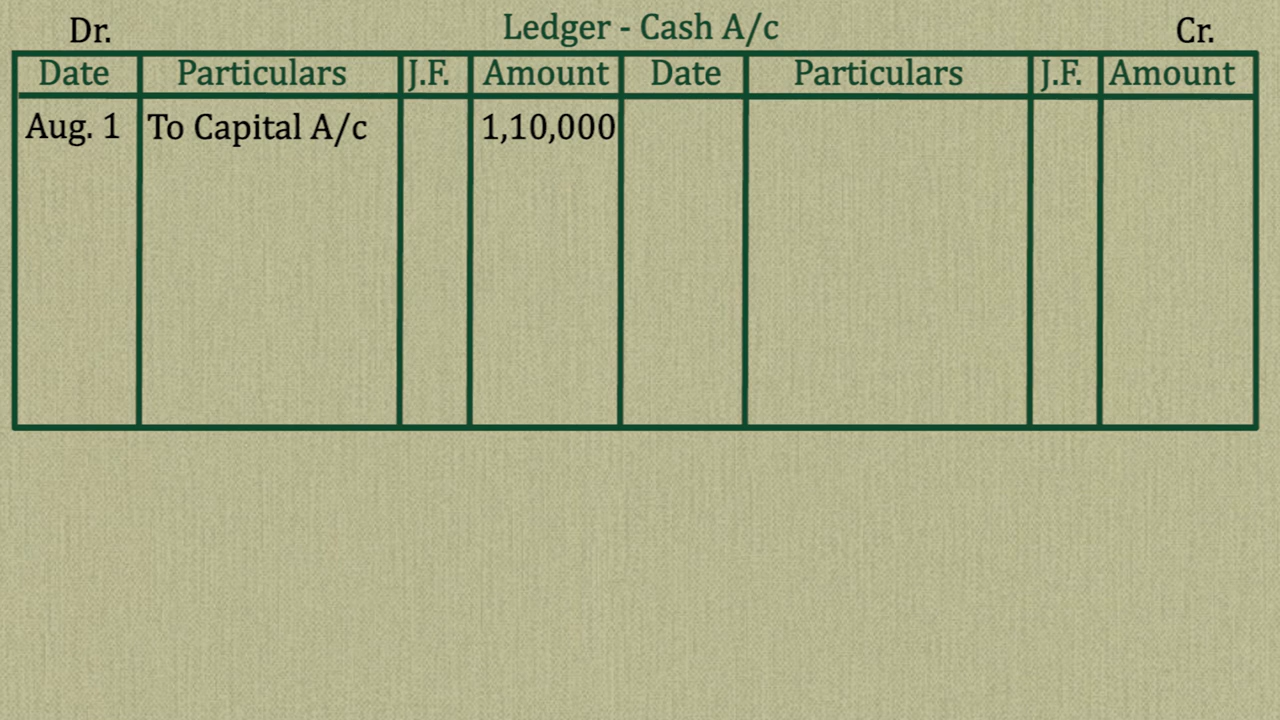 Dr. Ledger - Cash A/c Cr.
Date Particulars J.F. Amount Date Particulars J.F. Amount
Aug. 1 To Capital A/c 1,10,000